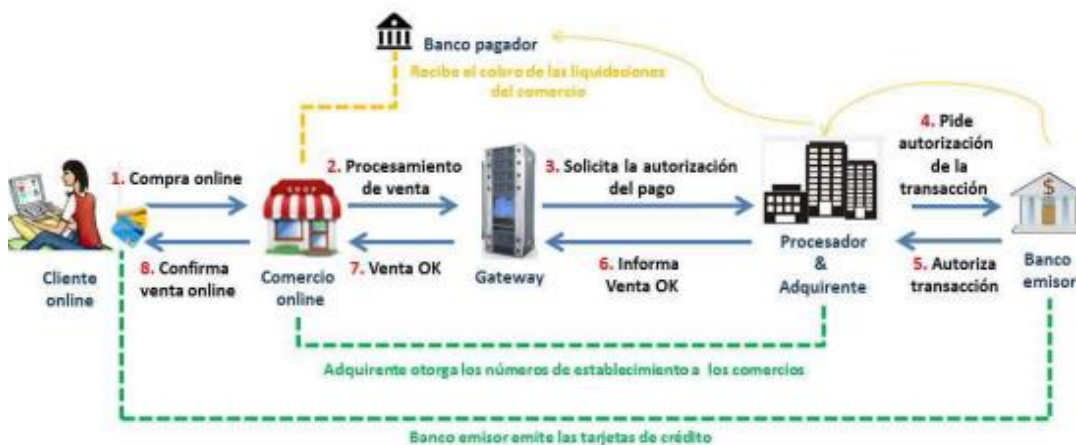 Banco pagador
Recibe el cobro de las liquidaciones
del comercio
1. Compra online
2. Procesamiento
de venta
3. Solicita la autorización
del pago
4. Pide
autorización
de la
transacción
SHOP
$
8. Confirma
venta online
7. Venta OK
6. Informa
Venta OK
5. Autoriza
transacción
Cliente
online
Comercio
online
Gateway
Procesador
&
Adquirente
Banco
emisor
Adquirente otorga los números de establecimiento a los comercios
Banco emisor emite las tarjetas de crédito